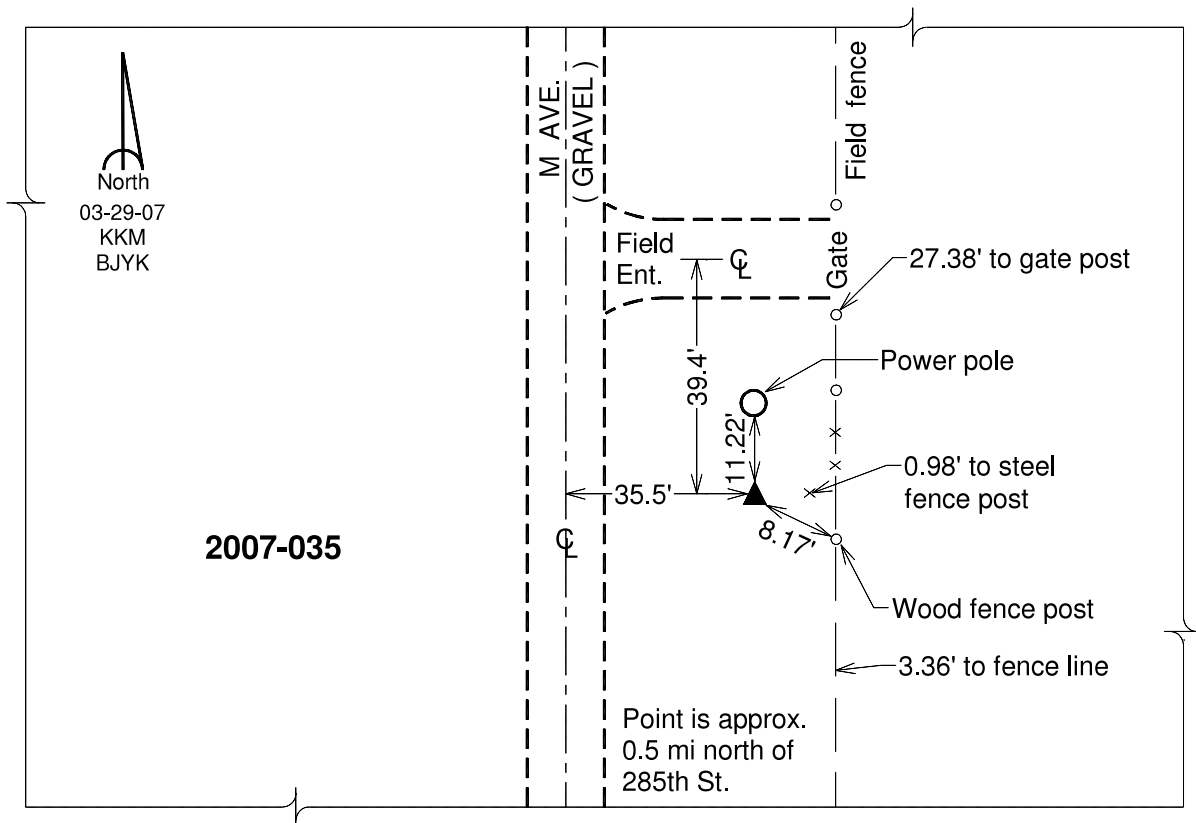 North
03-29-07
KKM
BJYK
M AVE.
(GRAVEL)
Field fence
Field
Ent.
℄
Gate
27.38' to gate post
Power pole
39.4'
11.22'
0.98' to steel
fence post
35.5'
8.17'
2007-035
℄
Wood fence post
3.36' to fence line
Point is approx.
0.5 mi north of
285th St.